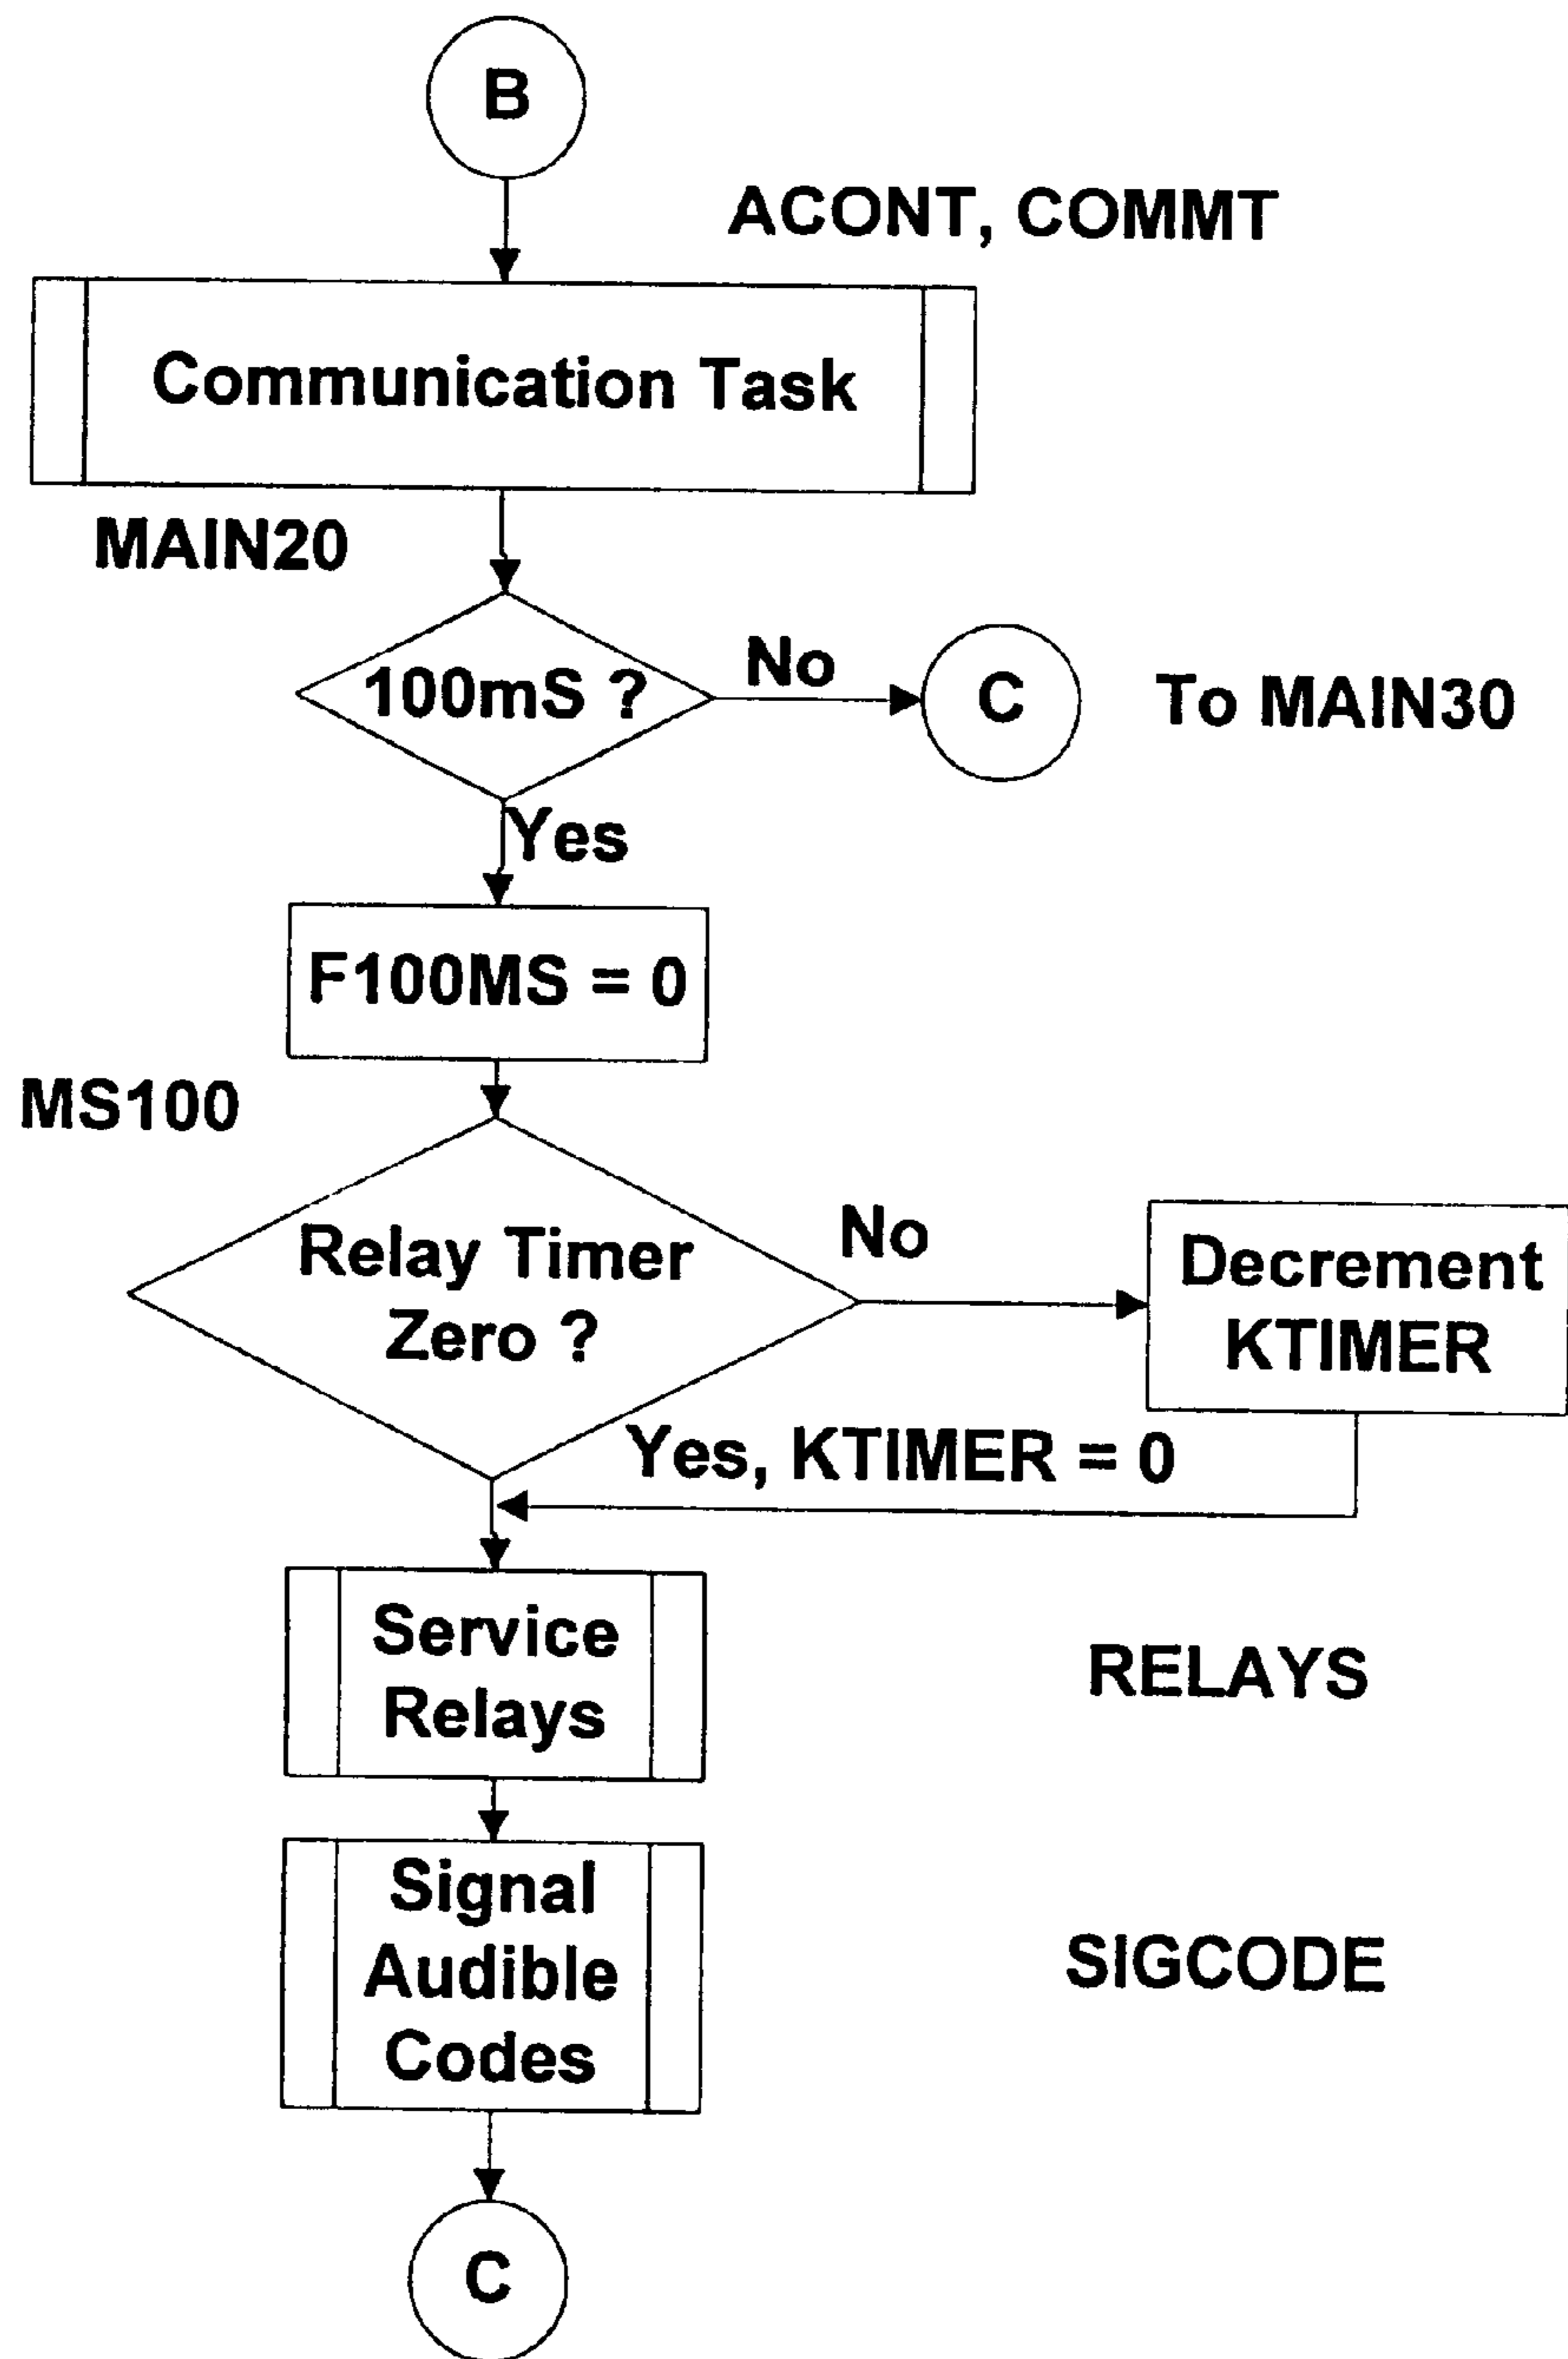 B
ACONT, COMMT
Communication Task
MAIN20
100mS ?
No
C
To MAIN30
Yes
F100MS = 0
MS100
Relay Timer
Zero ?
No
Decrement
KTIMER
Yes, KTIMER = 0
Service
Relays
RELAYS
Signal
Audible
Codes
SIGCODE
C